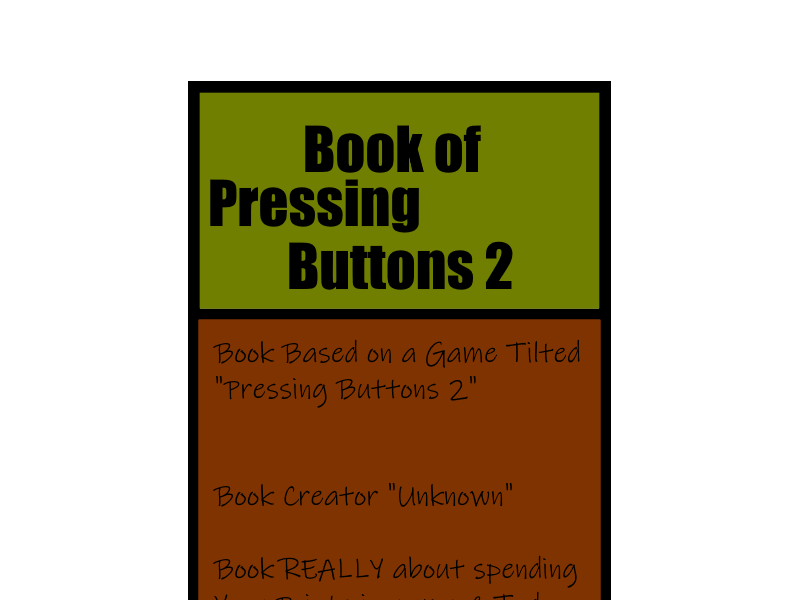 Book of
Pressing
Buttons 2
Book Based on a Game Tilted
"Pressing Buttons 2"
Book Creator "Unknown"
Book REALLY about spending